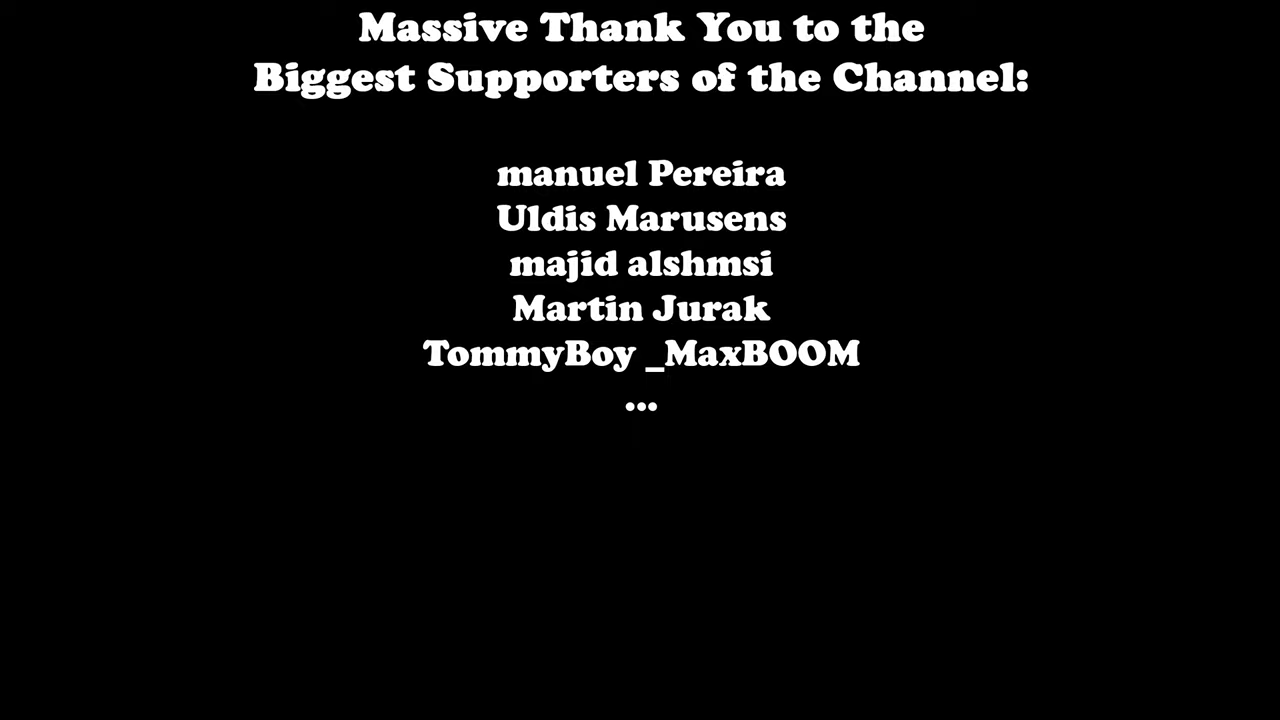 Massive Thank You to the
Biggest Supporters of the Channel:
manuel Pereira
Uldis Marusens
majid alshmsi
Martin Jurak
TommyBoy _MaxBOOM
...